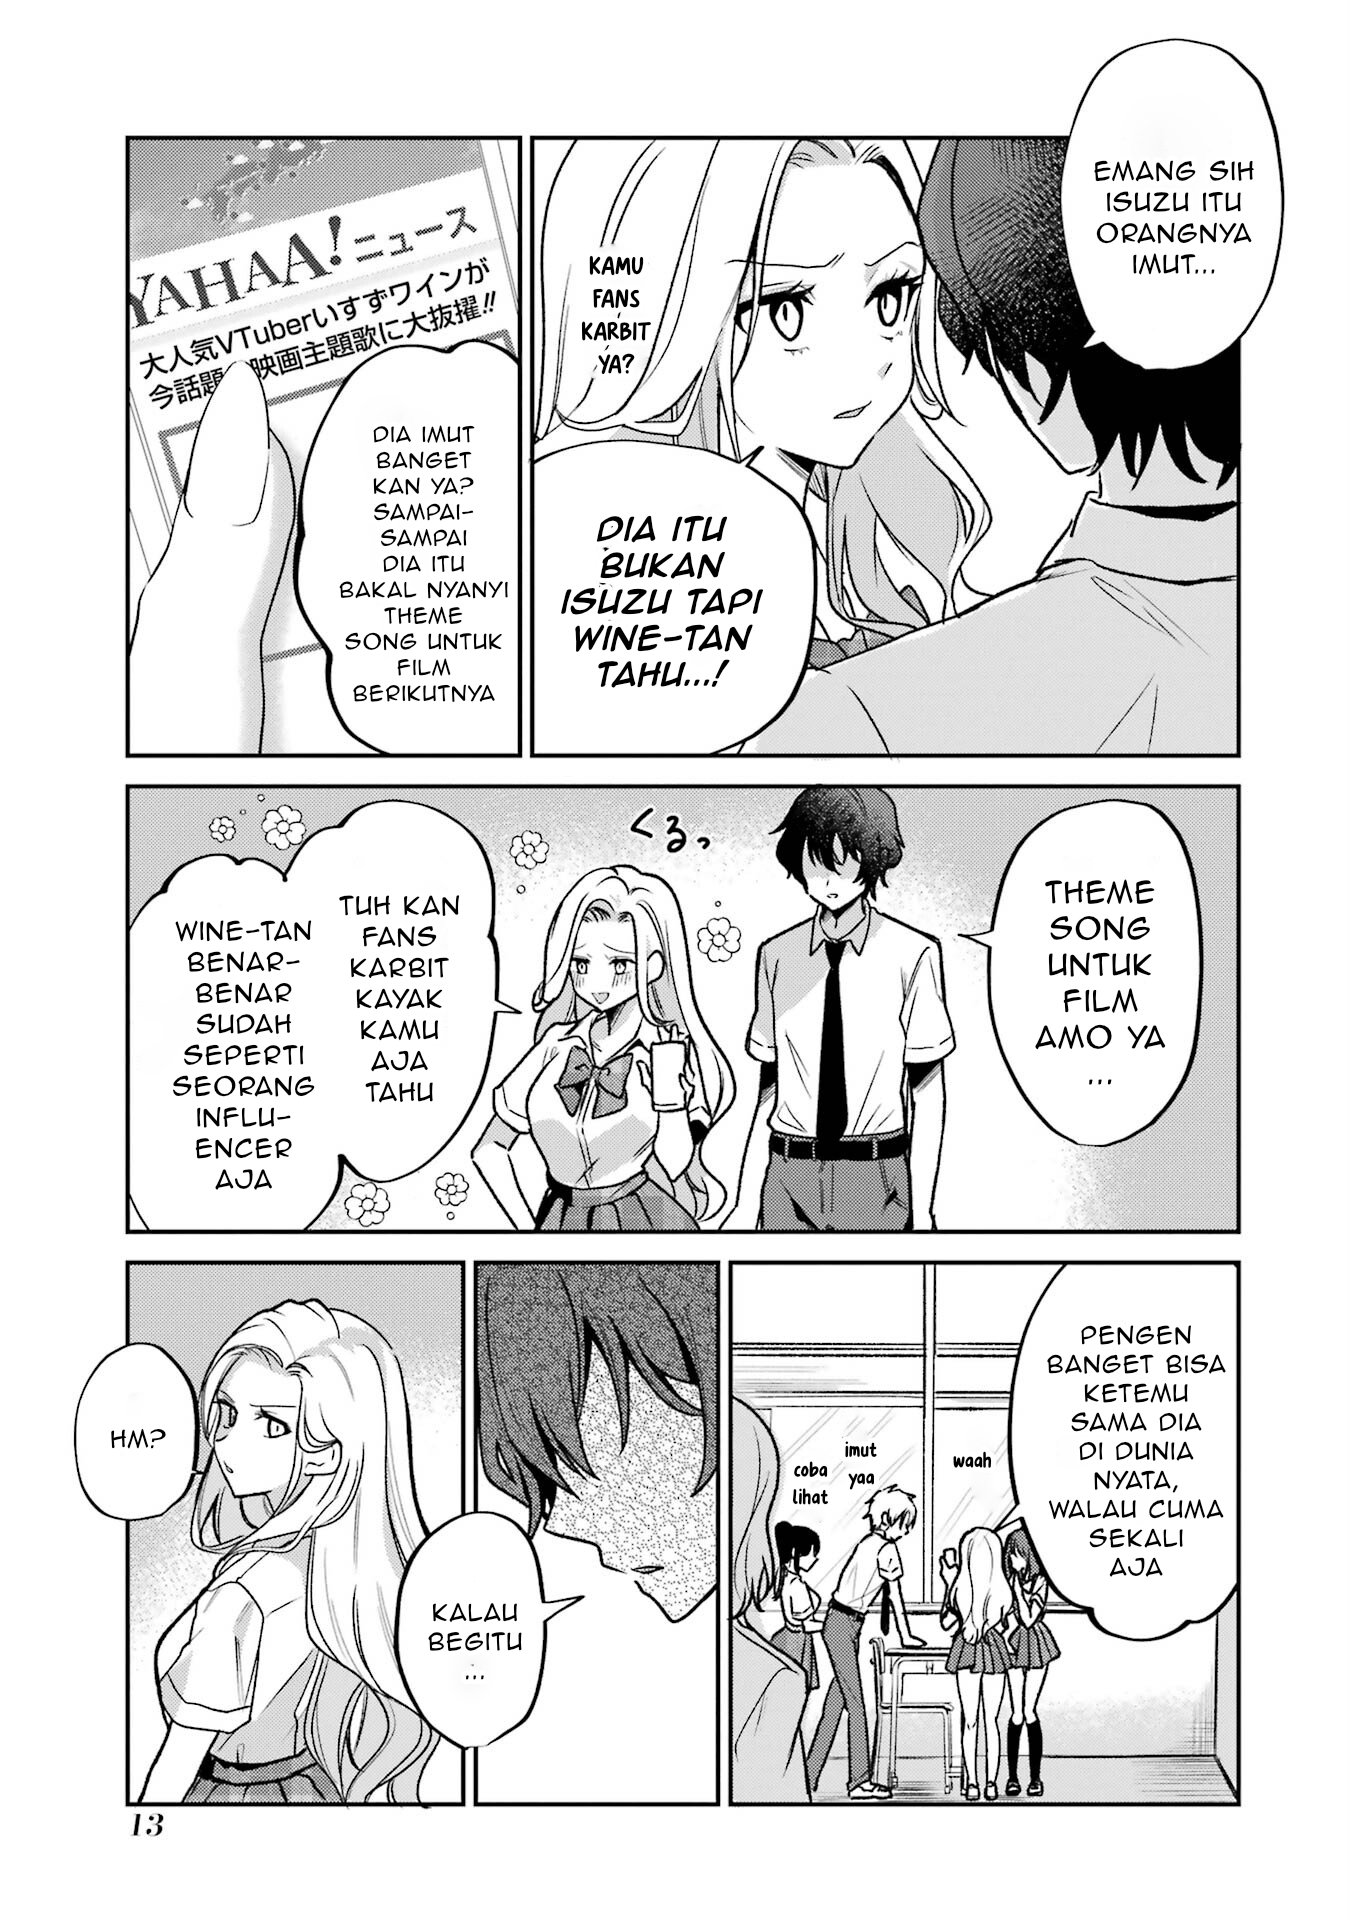 EMANG SIH
ISUZU ITU
ORANGNYA
IMUT...
KAMU
FANS
KARBIT
YA?
DIA ITU
BUKAN
ISUZU TAPI
WINE-TAN
TAHU...!
YAHAA!ニュース
大人気VTuberいすずワインが
今話題 映画主題歌に大抜擢!!
DIA IMUT
BANGET
KAN YA?
SAMPAI-
SAMPAI
DIA ITU
BAKAL NYANYI
THEME
SONG UNTUK
FILM
BERIKUTNYA
THEME
SONG
UNTUK
FILM
AMO YA
...
くるっ
TUH KAN
FANS
KARBIT
KAYAK
KAMU
AJA
TAHU
WINE-TAN
BENAR-
BENAR
SUDAH
SEPERTI
SEORANG
INFLU-
ENCER
AJA
PENGEN
BANGET BISA
KETEMU
SAMA DIA
DI DUNIA
NYATA,
WALAU CUMA
SEKALI
AJA
waah
imut
yaa
coba
lihat
KALAU
BEGITU
...
HM?
13